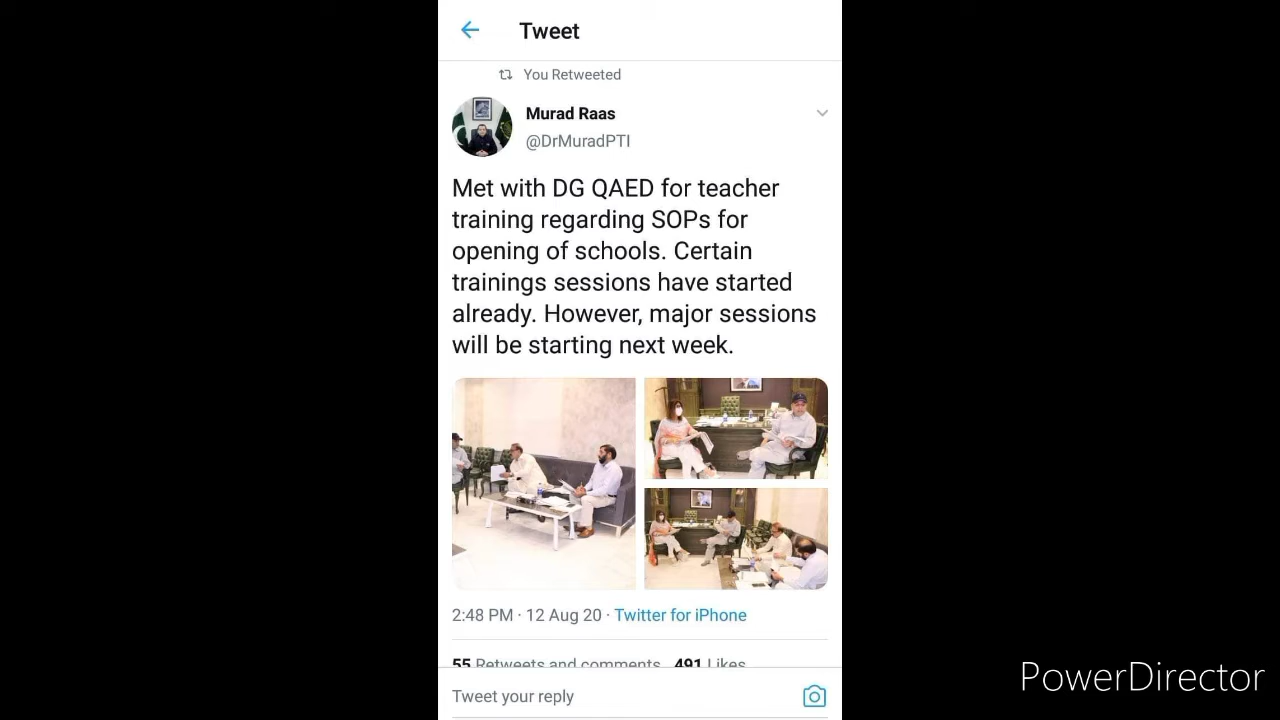 Tweet
You Retweeted
Murad Raas
@DrMuradPTI
Met with DG QAED for teacher
training regarding SOPs for
opening of schools. Certain
trainings sessions have started
already. However, major sessions
will be starting next week.
2:48 PM · 12 Aug 20 · Twitter for iPhone
55 Retweets and comments 491 Likes
Tweet your reply
PowerDirector